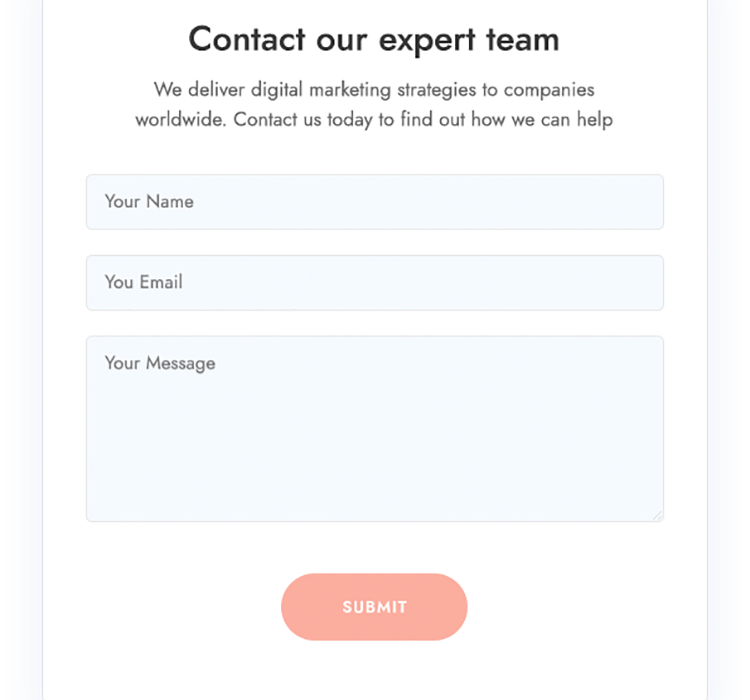 Contact our expert team
We deliver digital marketing strategies to companies
worldwide. Contact us today to find out how we can help
Your Name
You Email
Your Message
SUBMIT